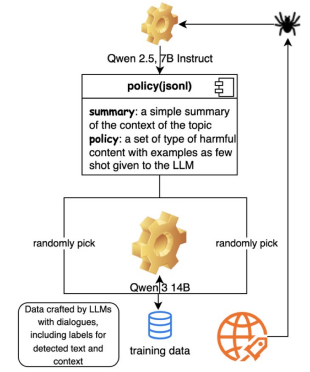 Qwen 2.5, 7B Instruct
policy(jsonl)
summary: a simple summary
of the context of the topic
policy: a set of type of harmful
content with examples as few
shot given to the LLM
randomly pick
randomly pick
Qwen 3 14B
Data crafted by LLMs
with dialogues,
including labels for
detected text and
context
training data